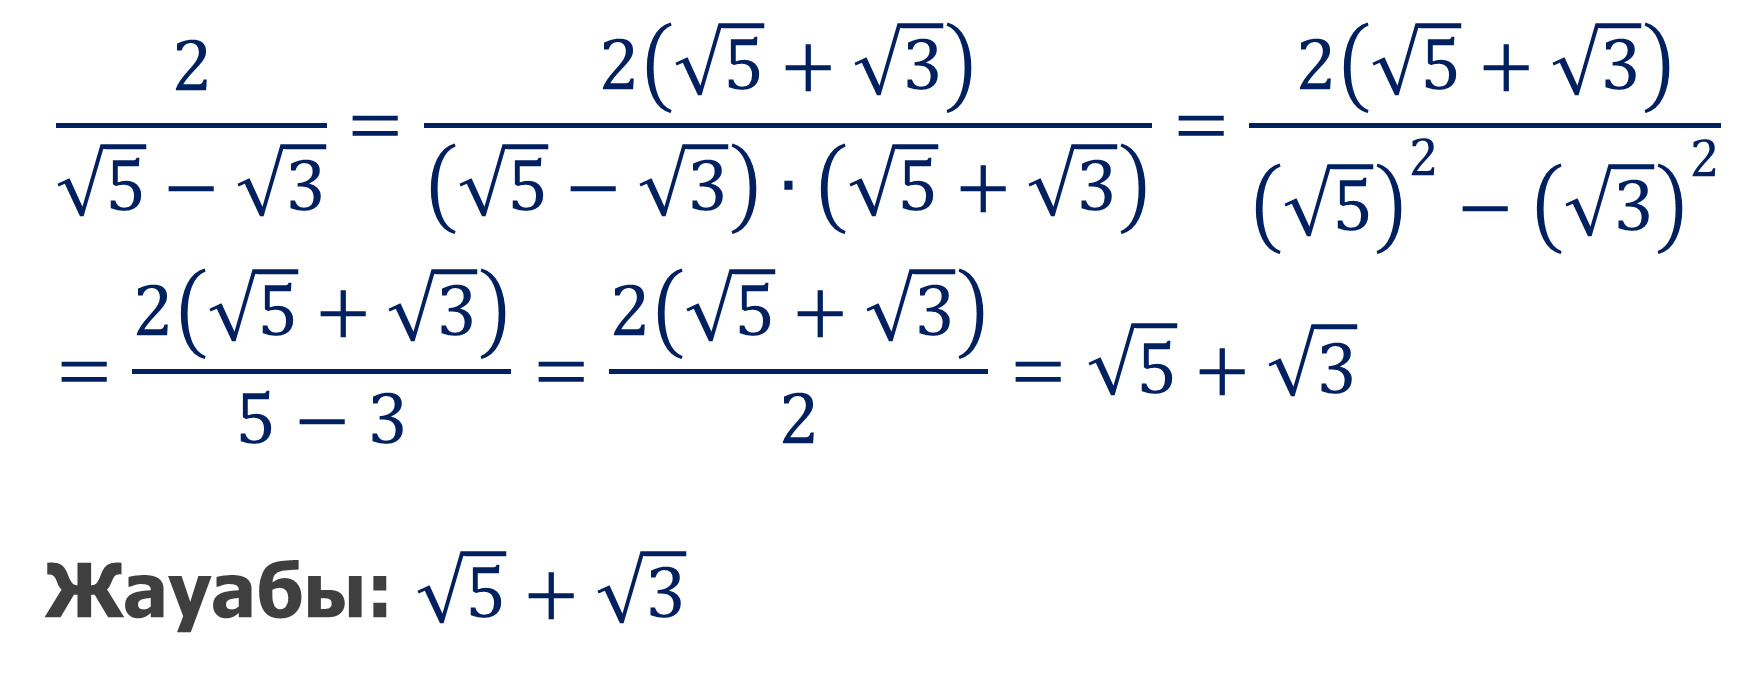 2/(√5 − √3) = 2(√5 + √3)/((√5 − √3) · (√5 + √3)) = 2(√5 + √3)/((√5)² − (√3)²)
= 2(√5 + √3)/(5 − 3) = 2(√5 + √3)/2 = √5 + √3
Жауабы: √5 + √3